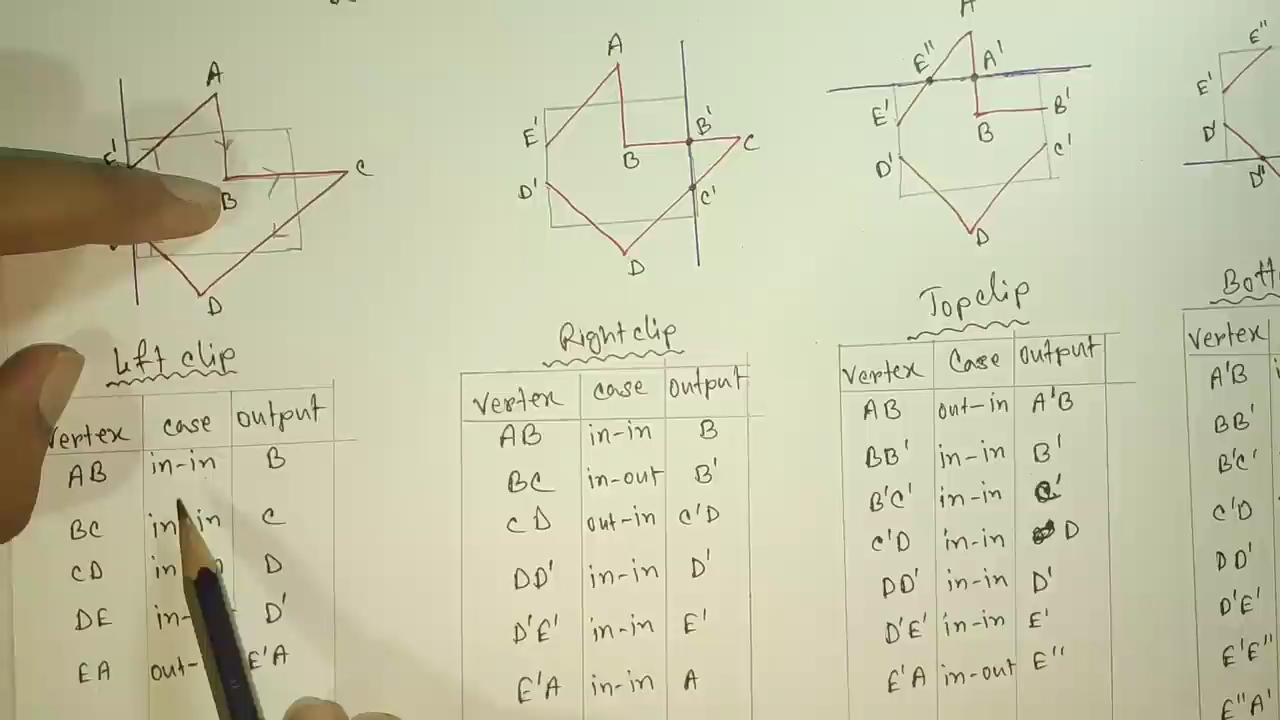 A
E'
B
C
D
Left clip
Vertex case output
AB in-in B
BC in-in C
CD in D
DE in- D'
EA out- E'A
A
E'
B'
C
B
D'
C'
D
Right clip
Vertex case output
AB in-in B
BC in-out B'
CD out-in C'D
DD' in-in D'
D'E' in-in E'
E'A in-in A
A
E''
A'
E'
B'
B
C'
D'
D
Top clip
Vertex Case Output
AB out-in A'B
BB' in-in B'
B'C' in-in C'
C'D in-in D
DD' in-in D'
D'E' in-in E'
E'A in-out E''
E''
E'
D'
D''
Vertex
A'B
BB'
B'C'
C'D
DD'
D'E'
E'E''
E''A'